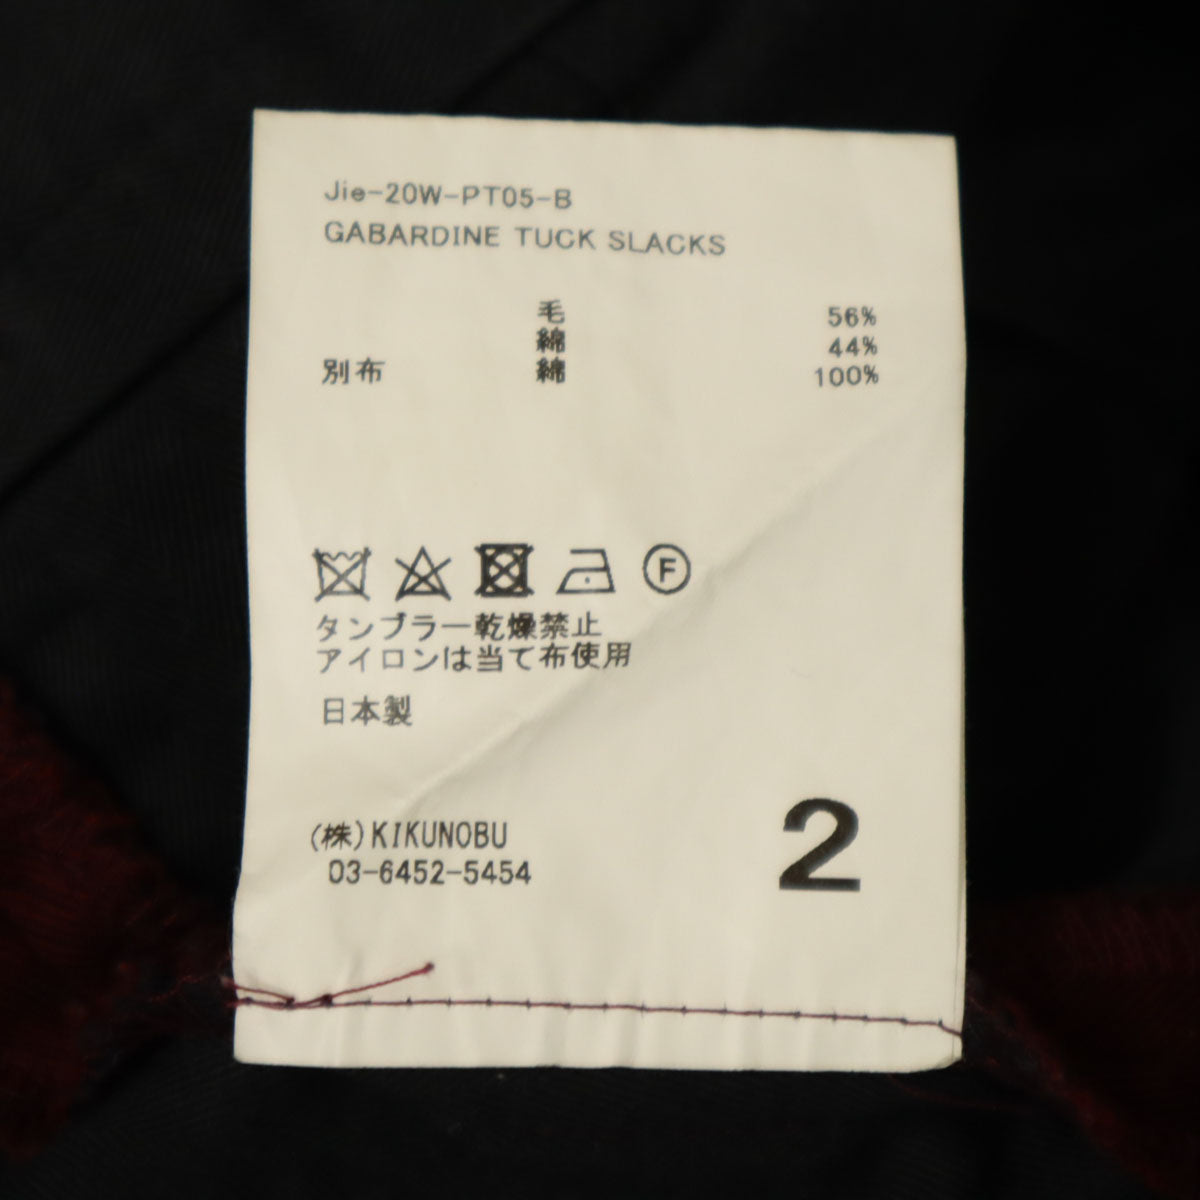 Jie-20W-PT05-B
GABARDINE TUCK SLACKS
毛 56%
綿 44%
別布 綿 100%
F
タンブラー乾燥禁止
アイロンは当て布使用
日本製
(株)KIKUNOBU
03-6452-5454
2